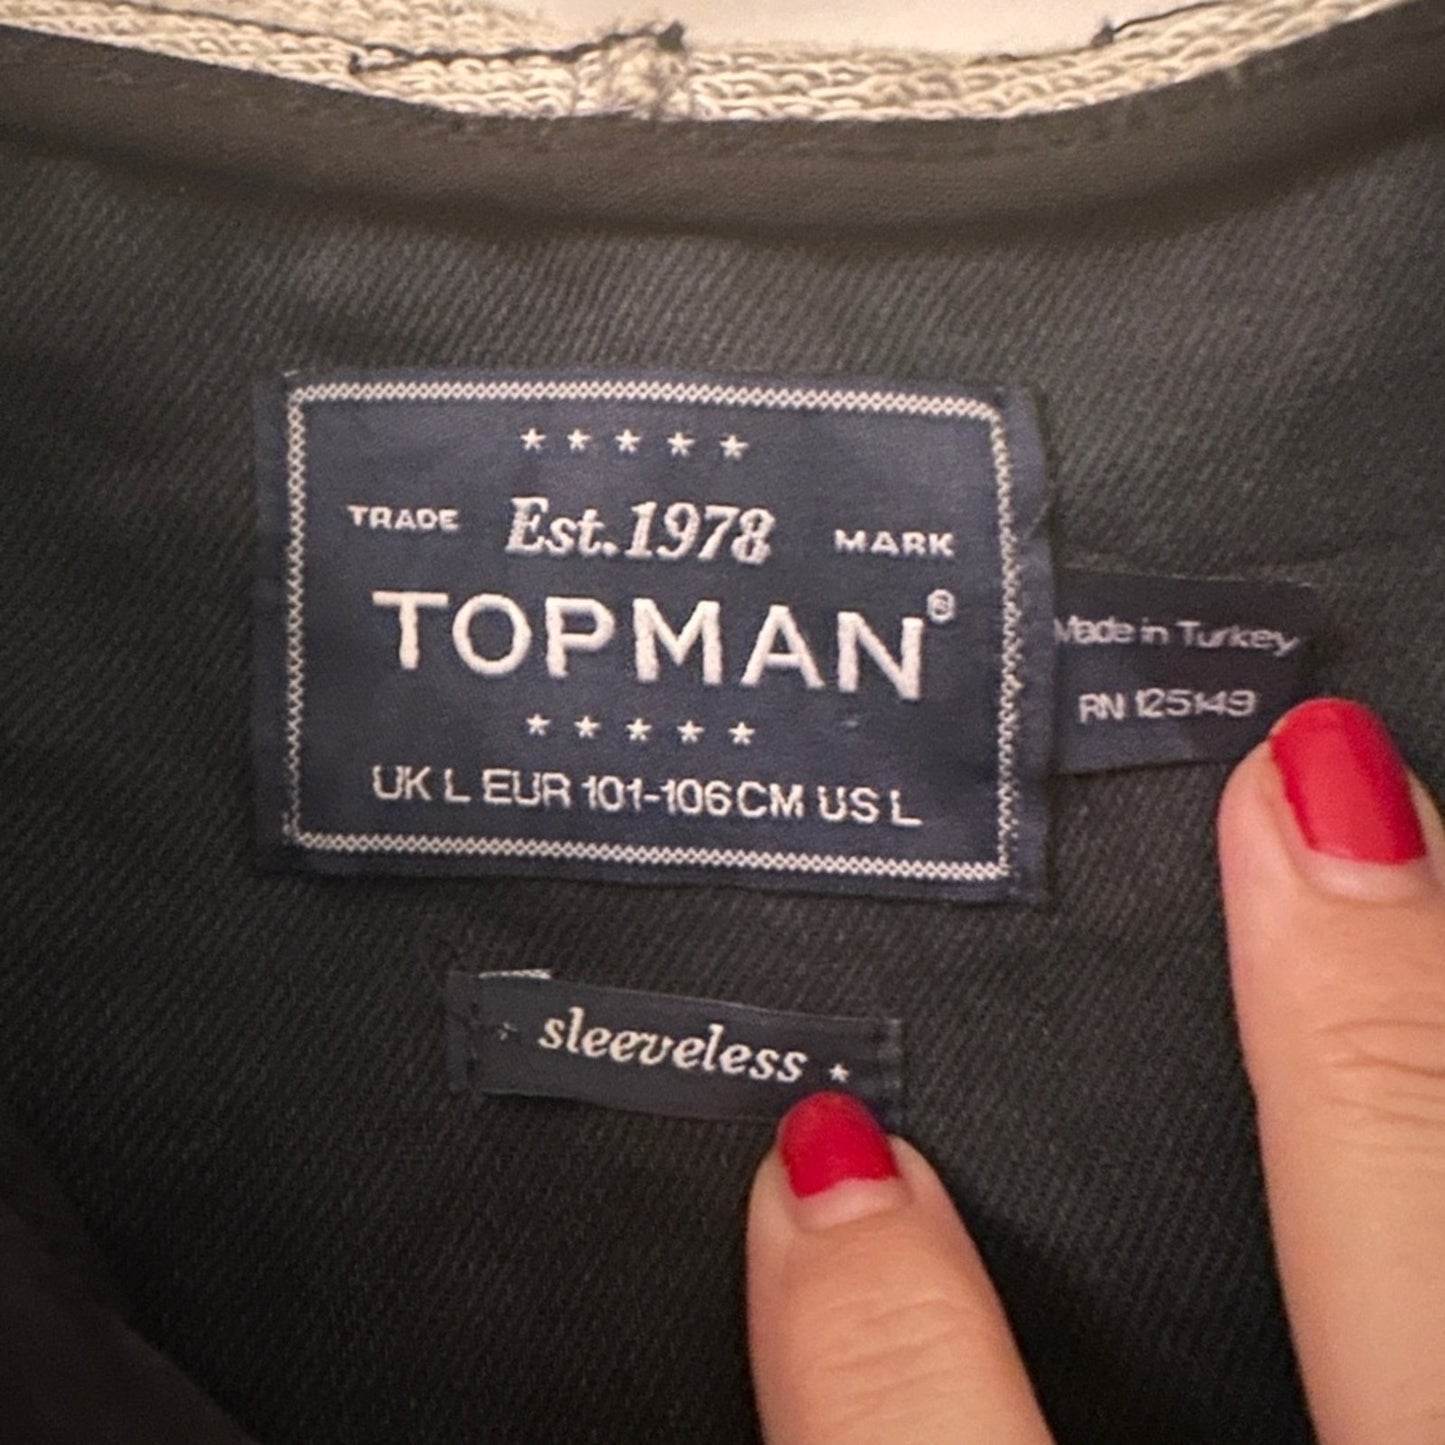 TRADE Est.1978 MARK
TOPMAN®
UK L EUR 101-106CM US L
Made in Turkey
RN 125149
sleeveless